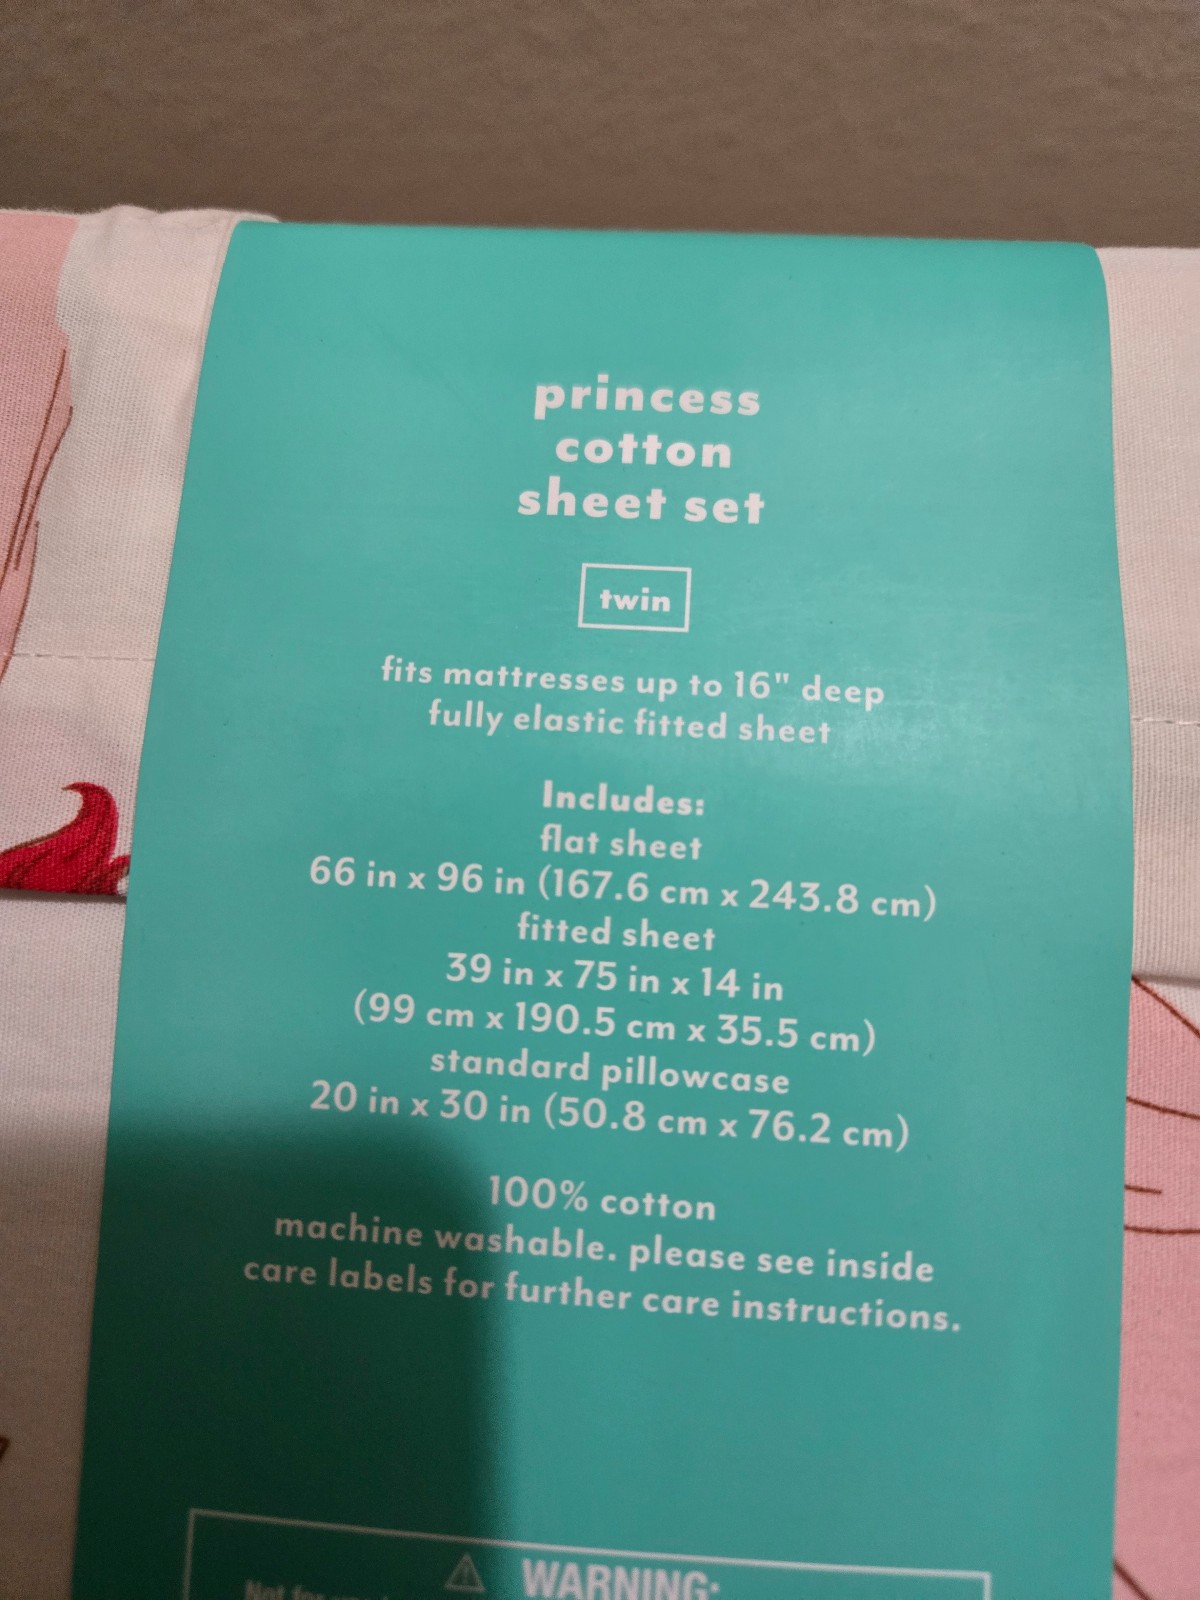 princess
cotton
sheet set
twin
fits mattresses up to 16" deep
fully elastic fitted sheet
Includes:
flat sheet
66 in x 96 in (167.6 cm x 243.8 cm)
fitted sheet
39 in x 75 in x 14 in
(99 cm x 190.5 cm x 35.5 cm)
standard pillowcase
20 in x 30 in (50.8 cm x 76.2 cm)
100% cotton
machine washable. please see inside
care labels for further care instructions.
WARNING:
Not for